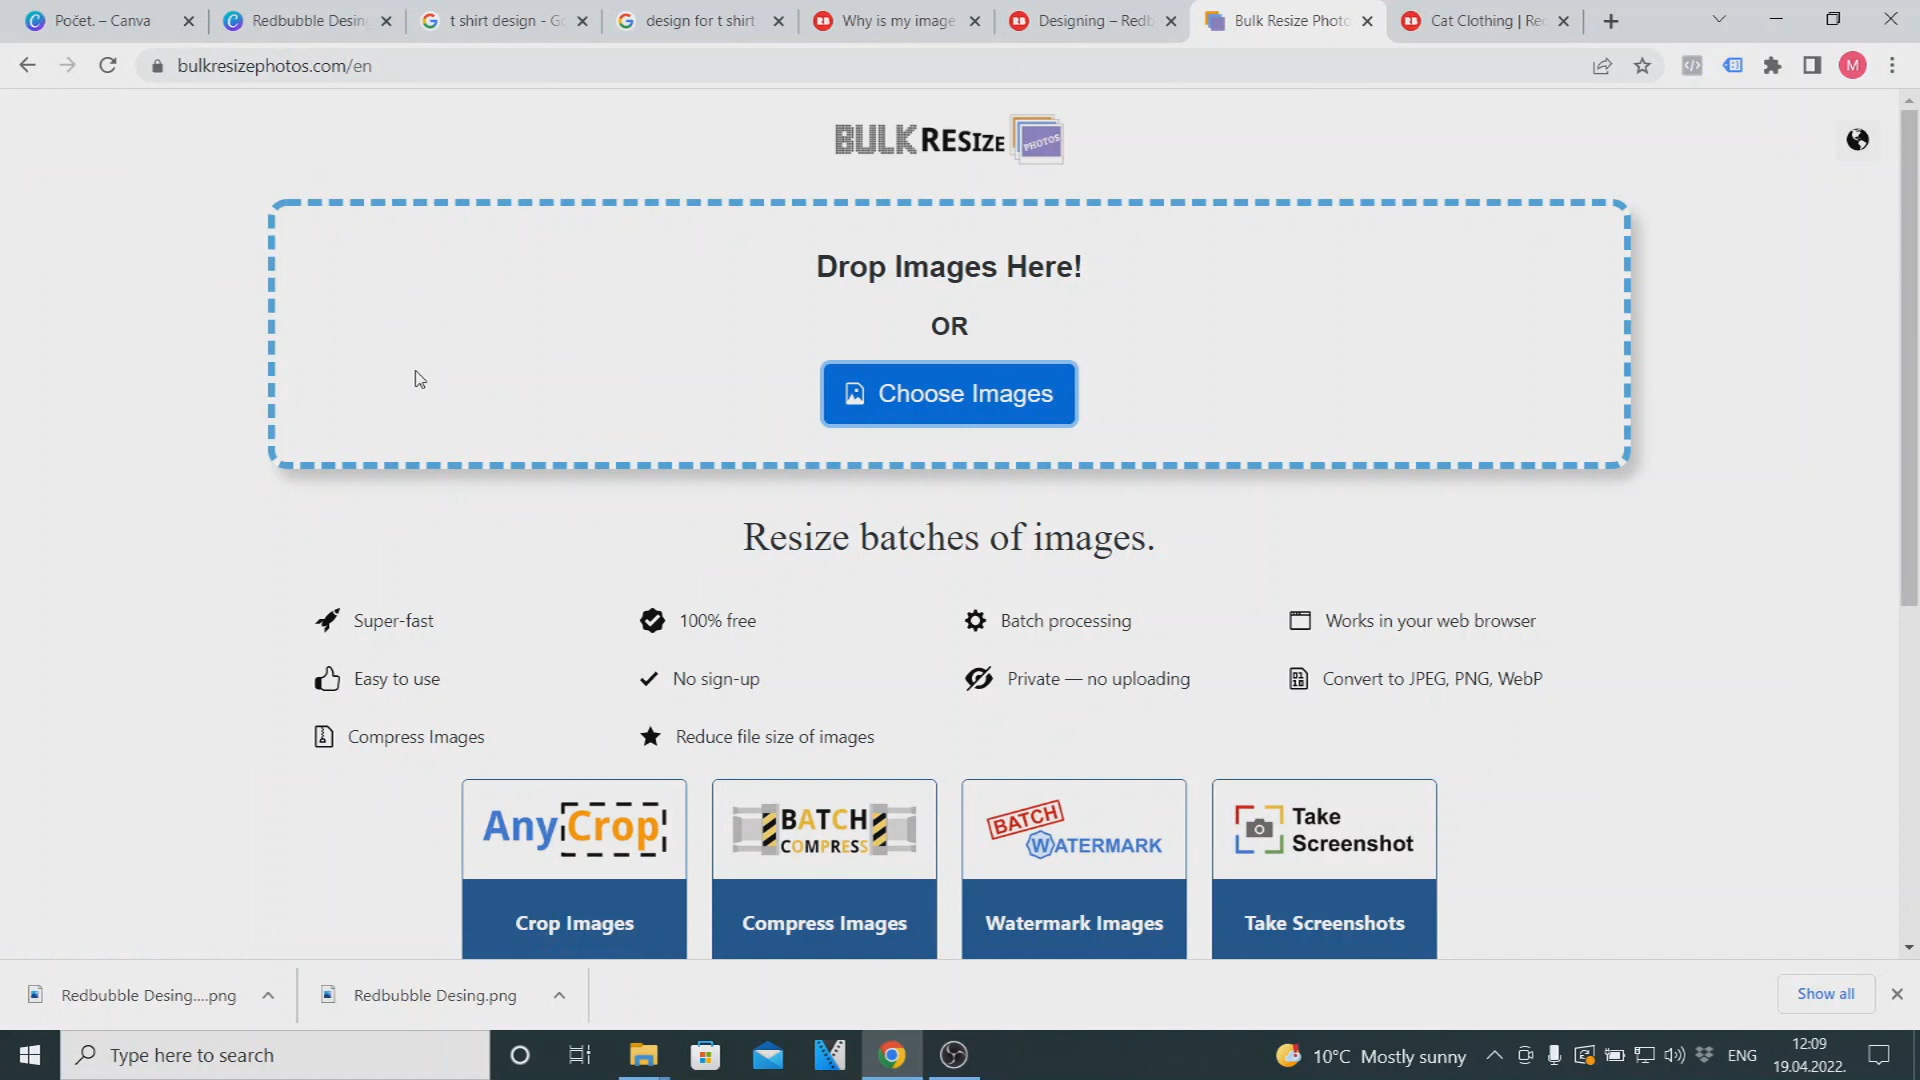 Počet. – Canva
Redbubble Desing
t shirt design - Go
design for t shirt
Why is my image
Designing – Redb
Bulk Resize Photo
Cat Clothing | Re
bulkresizephotos.com/en
M
BULK RESIZE PHOTOS
Drop Images Here!
OR
Choose Images
Resize batches of images.
Super-fast
100% free
Batch processing
Works in your web browser
Easy to use
No sign-up
Private — no uploading
Convert to JPEG, PNG, WebP
Compress Images
Reduce file size of images
AnyCrop
BATCH
COMPRESS
BATCH
WATERMARK
Take
Screenshot
Crop Images
Compress Images
Watermark Images
Take Screenshots
Redbubble Desing....png
Redbubble Desing.png
Show all
Type here to search
10°C Mostly sunny
ENG
12:09
19.04.2022.